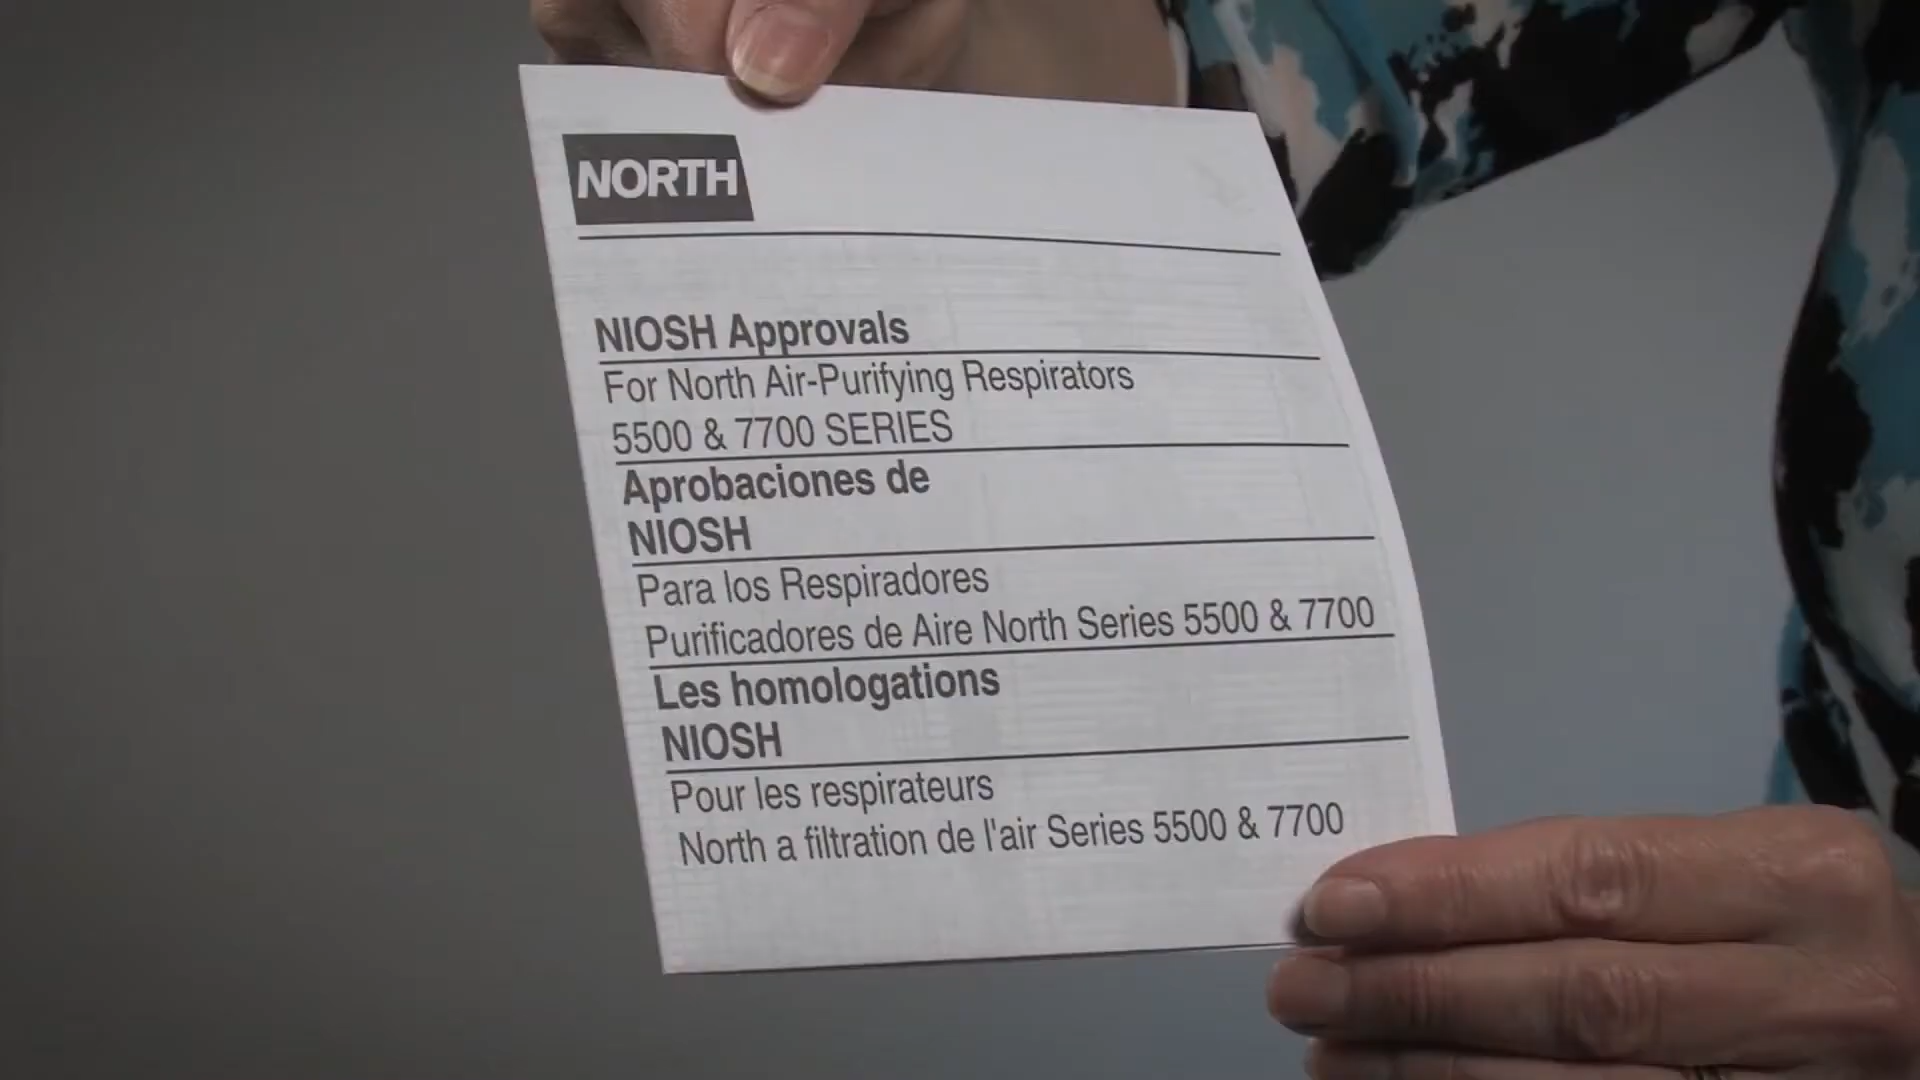 NORTH
NIOSH Approvals
For North Air-Purifying Respirators
5500 & 7700 SERIES
Aprobaciones de
NIOSH
Para los Respiradores
Purificadores de Aire North Series 5500 & 7700
Les homologations
NIOSH
Pour les respirateurs
North a filtration de l'air Series 5500 & 7700